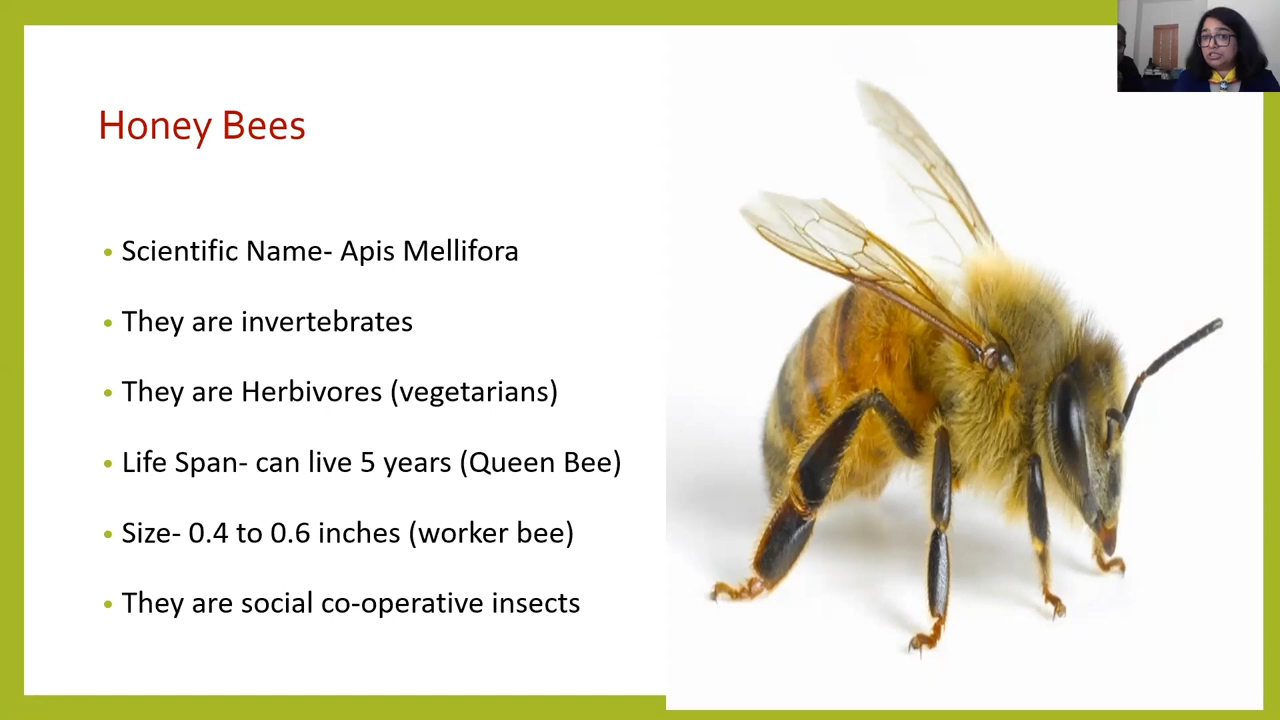 Honey Bees
• Scientific Name- Apis Mellifora
• They are invertebrates
• They are Herbivores (vegetarians)
• Life Span- can live 5 years (Queen Bee)
• Size- 0.4 to 0.6 inches (worker bee)
• They are social co-operative insects